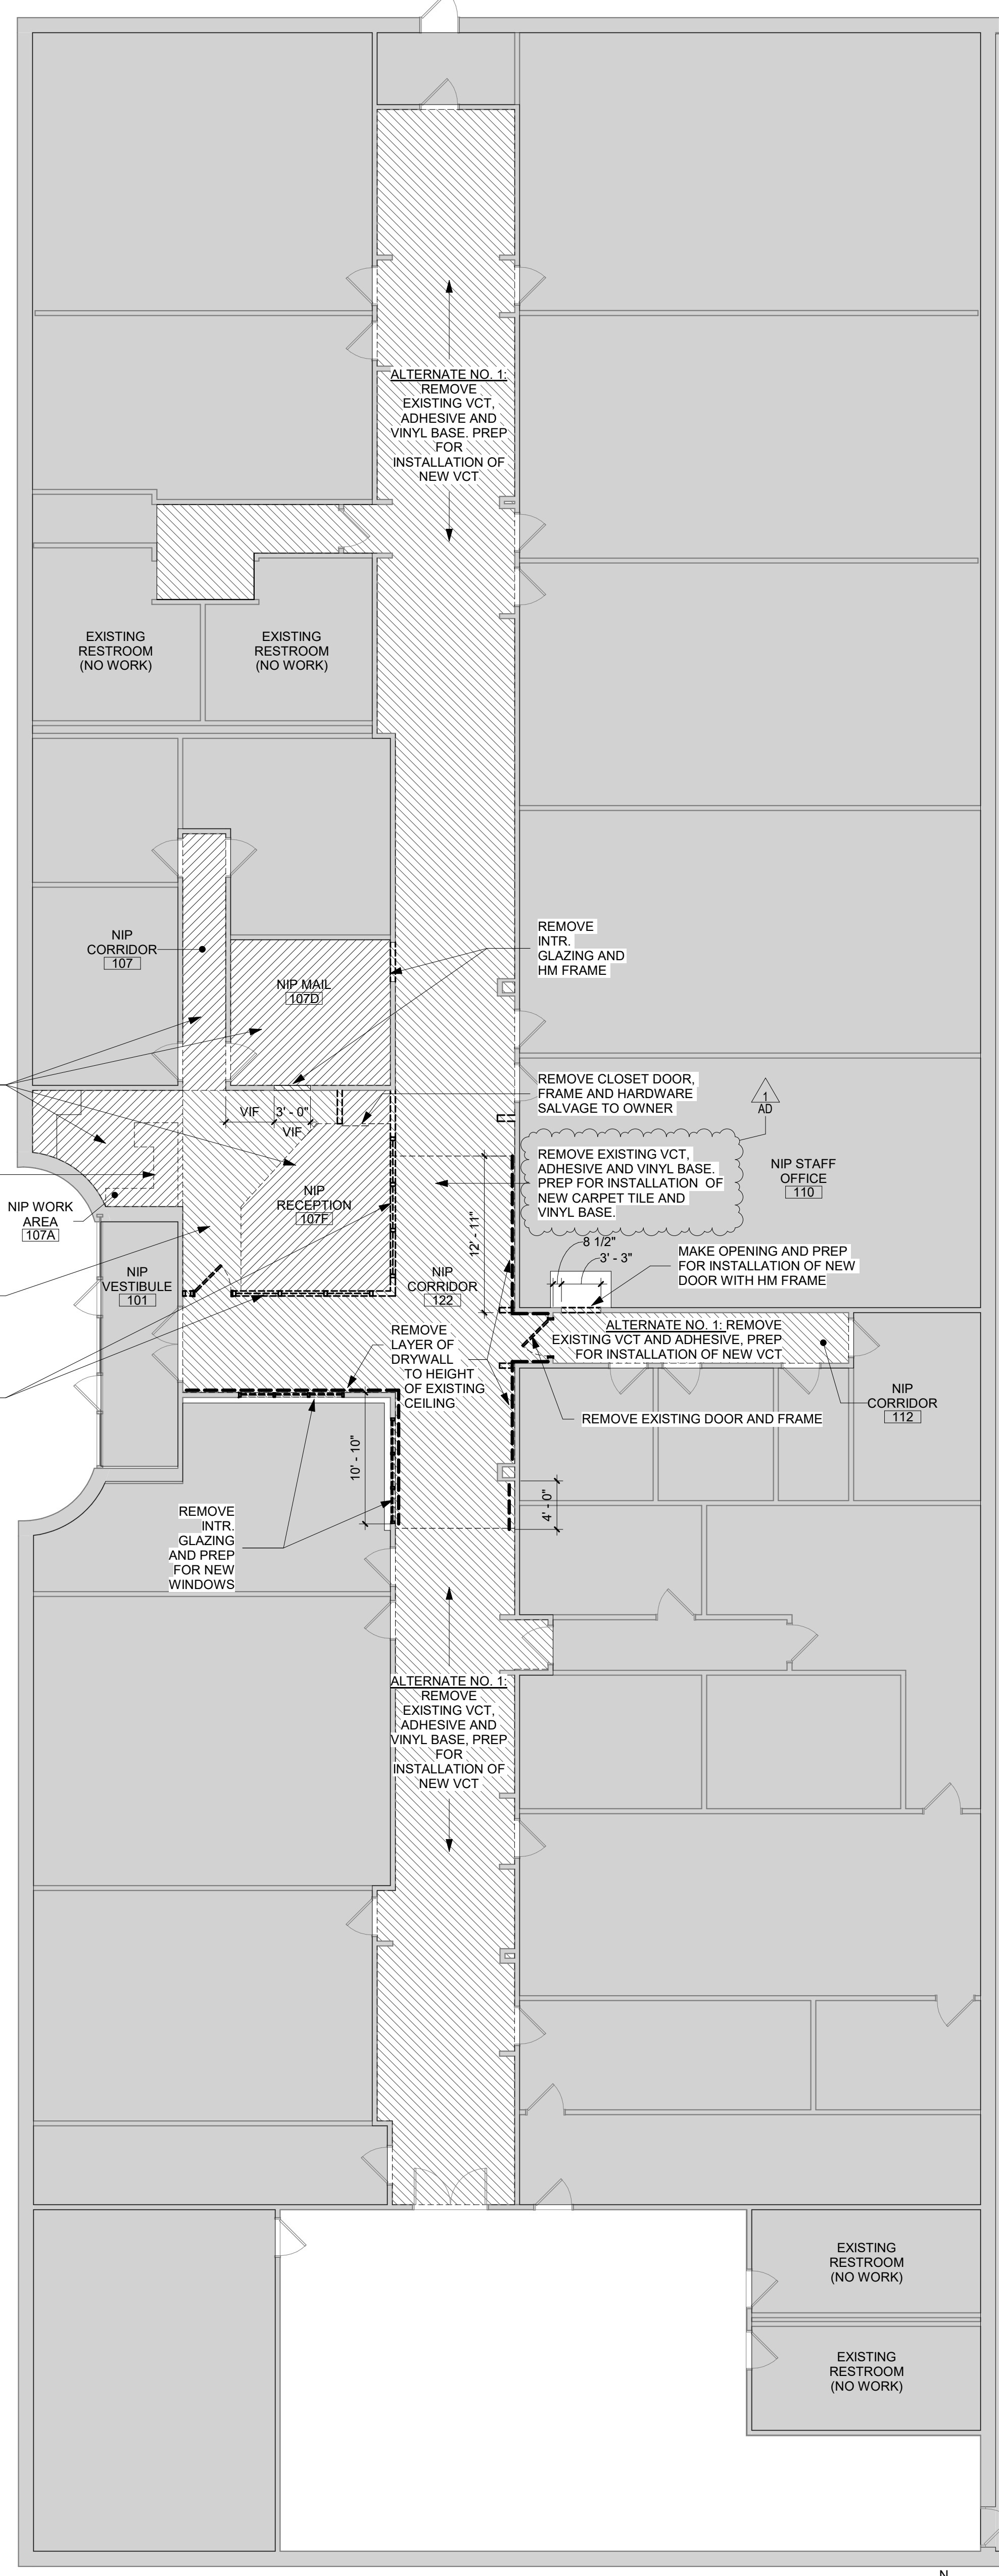 ALTERNATE NO. 1:
REMOVE
EXISTING VCT,
ADHESIVE AND
VINYL BASE. PREP
FOR
INSTALLATION OF
NEW VCT
EXISTING
RESTROOM
(NO WORK)
EXISTING
RESTROOM
(NO WORK)
REMOVE
INTR.
GLAZING AND
HM FRAME
NIP
CORRIDOR
107
NIP MAIL
107D
REMOVE CLOSET DOOR,
FRAME AND HARDWARE
SALVAGE TO OWNER
1
AD
VIF
3' - 0"
VIF
REMOVE EXISTING VCT,
ADHESIVE AND VINYL BASE.
PREP FOR INSTALLATION OF
NEW CARPET TILE AND
VINYL BASE.
NIP STAFF
OFFICE
110
NIP WORK
AREA
107A
NIP
RECEPTION
107F
12' - 11"
8 1/2"
3' - 3"
MAKE OPENING AND PREP
FOR INSTALLATION OF NEW
DOOR WITH HM FRAME
NIP
VESTIBULE
101
NIP
CORRIDOR
122
ALTERNATE NO. 1: REMOVE
EXISTING VCT AND ADHESIVE, PREP
FOR INSTALLATION OF NEW VCT
REMOVE
LAYER OF
DRYWALL
TO HEIGHT
OF EXISTING
CEILING
NIP
CORRIDOR
112
REMOVE EXISTING DOOR AND FRAME
10' - 10"
4' - 0"
REMOVE
INTR.
GLAZING
AND PREP
FOR NEW
WINDOWS
ALTERNATE NO. 1:
REMOVE
EXISTING VCT,
ADHESIVE AND
VINYL BASE, PREP
FOR
INSTALLATION OF
NEW VCT
EXISTING
RESTROOM
(NO WORK)
EXISTING
RESTROOM
(NO WORK)
N